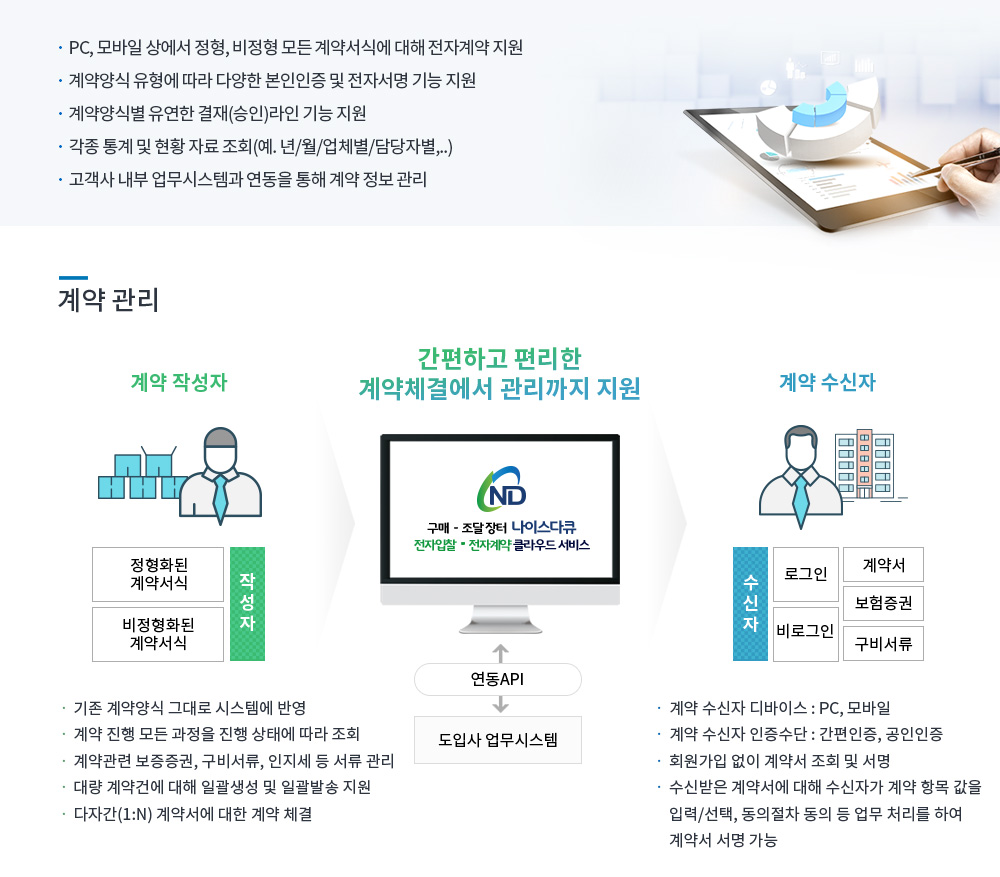 · PC, 모바일 상에서 정형, 비정형 모든 계약서식에 대해 전자계약 지원
· 계약양식 유형에 따라 다양한 본인인증 및 전자서명 기능 지원
· 계약양식별 유연한 결재(승인)라인 기능 지원
· 각종 통계 및 현황 자료 조회(예. 년/월/업체별/담당자별,..)
· 고객사 내부 업무시스템과 연동을 통해 계약 정보 관리
계약 관리
계약 작성자
정형화된
계약서식
비정형화된
계약서식
작성자
· 기존 계약양식 그대로 시스템에 반영
· 계약 진행 모든 과정을 진행 상태에 따라 조회
· 계약관련 보증증권, 구비서류, 인지세 등 서류 관리
· 대량 계약건에 대해 일괄생성 및 일괄발송 지원
· 다자간(1:N) 계약서에 대한 계약 체결
간편하고 편리한
계약체결에서 관리까지 지원
ND
구매 - 조달장터 나이스다큐
전자입찰 - 전자계약 클라우드 서비스
연동API
도입사 업무시스템
계약 수신자
수신자
로그인
비로그인
계약서
보험증권
구비서류
· 계약 수신자 디바이스 : PC, 모바일
· 계약 수신자 인증수단 : 간편인증, 공인인증
· 회원가입 없이 계약서 조회 및 서명
· 수신받은 계약서에 대해 수신자가 계약 항목 값을
입력/선택, 동의절차 동의 등 업무 처리를 하여
계약서 서명 가능